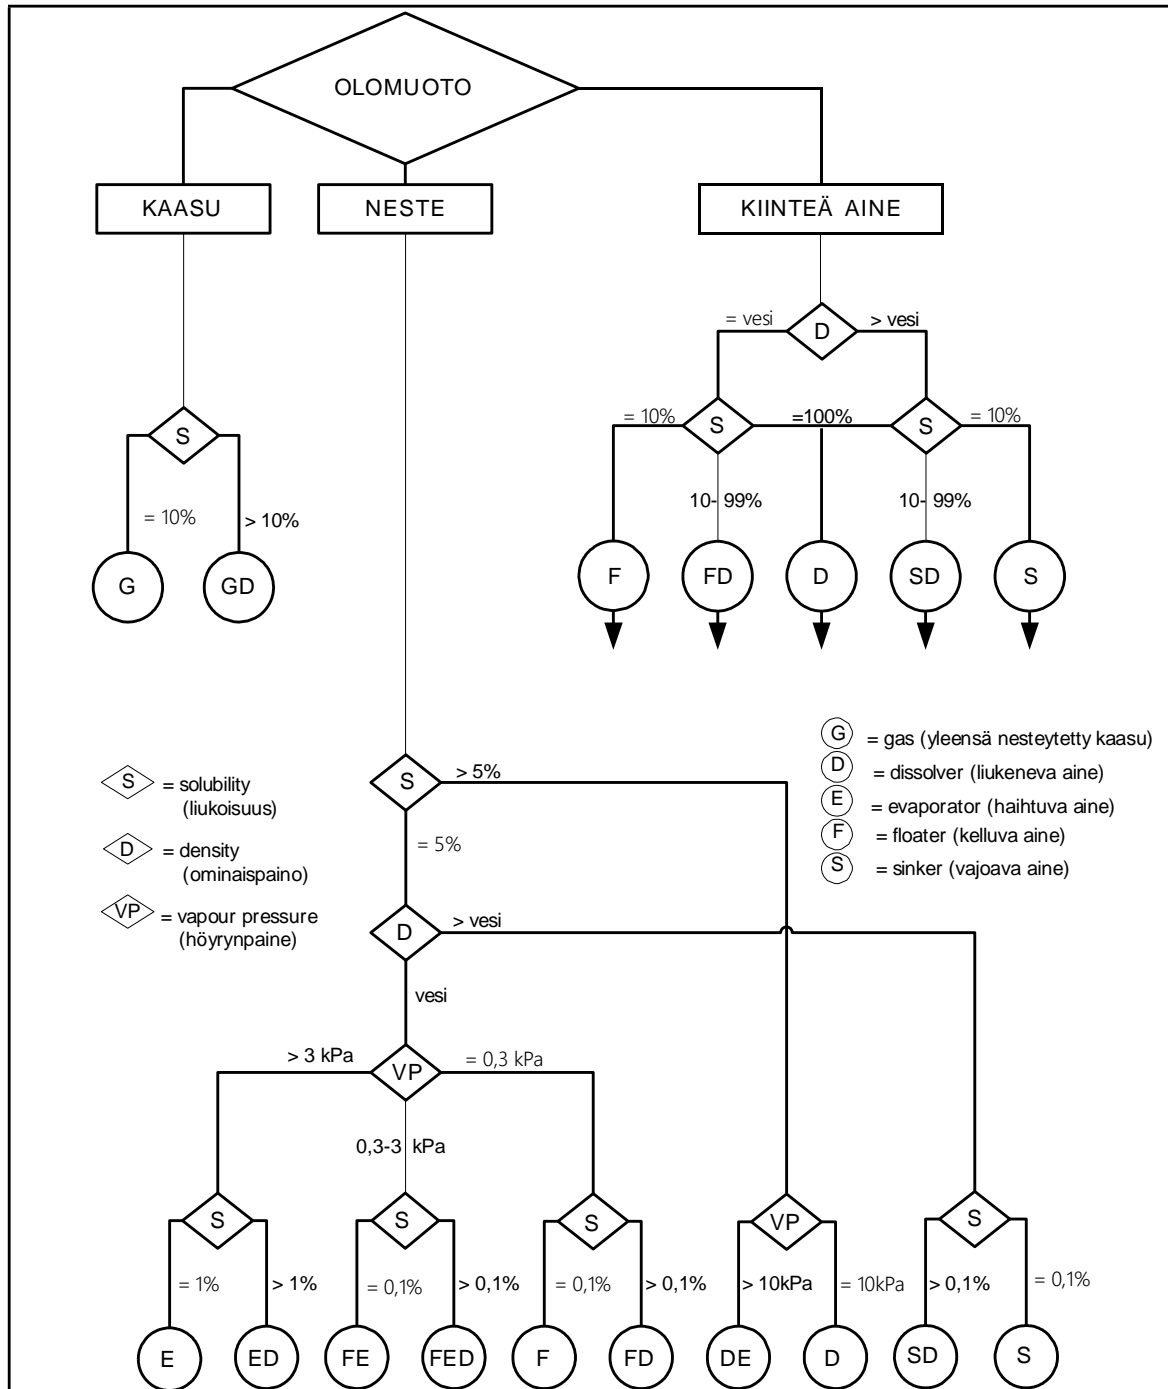 OLOMUOTO
KAASU
NESTE
KIINTEÄ AINE
= vesi
D
> vesi
S
= 10%
S
=100%
S
= 10%
= 10%
> 10%
10- 99%
10- 99%
G
GD
F
FD
D
SD
S
S = solubility
(liukoisuus)
D = density
(ominaispaino)
VP = vapour pressure
(höyrynpaine)
G = gas (yleensä nesteytetty kaasu)
D = dissolver (liukeneva aine)
E = evaporator (haihtuva aine)
F = floater (kelluva aine)
S = sinker (vajoava aine)
S
> 5%
= 5%
D
> vesi
vesi
> 3 kPa
VP
= 0,3 kPa
0,3-3 kPa
S
S
S
VP
S
= 1%
> 1%
= 0,1%
> 0,1%
= 0,1%
> 0,1%
> 10kPa
= 10kPa
> 0,1%
= 0,1%
E
ED
FE
FED
F
FD
DE
D
SD
S